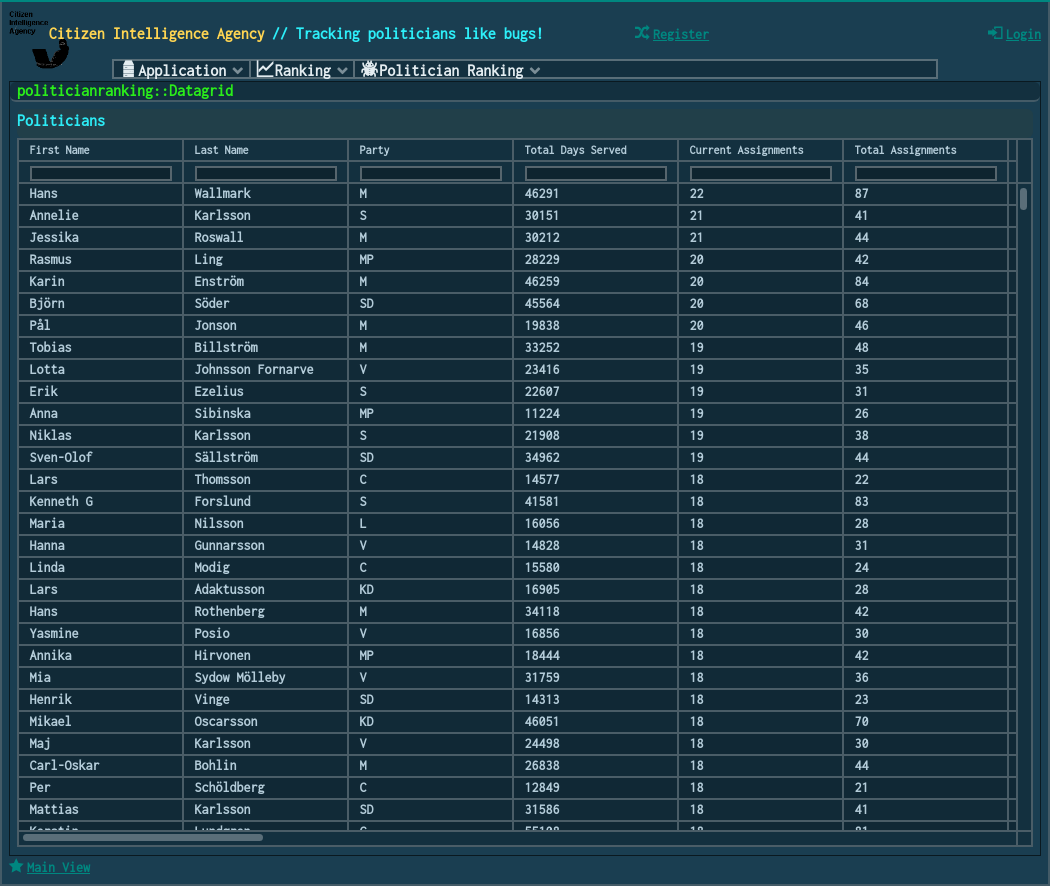 Citizen
Intelligence
Agency
Citizen Intelligence Agency // Tracking politicians like bugs!
Register
Login
Application Ranking Politician Ranking
politicianranking::Datagrid
Politicians
First Name Last Name Party Total Days Served Current Assignments Total Assignments
Hans Wallmark M 46291 22 87
Annelie Karlsson S 30151 21 41
Jessika Roswall M 30212 21 44
Rasmus Ling MP 28229 20 42
Karin Enström M 46259 20 84
Björn Söder SD 45564 20 68
Pål Jonson M 19838 20 46
Tobias Billström M 33252 19 48
Lotta Johnsson Fornarve V 23416 19 35
Erik Ezelius S 22607 19 31
Anna Sibinska MP 11224 19 26
Niklas Karlsson S 21908 19 38
Sven-Olof Sällström SD 34962 19 44
Lars Thomsson C 14577 18 22
Kenneth G Forslund S 41581 18 83
Maria Nilsson L 16056 18 28
Hanna Gunnarsson V 14828 18 31
Linda Modig C 15580 18 24
Lars Adaktusson KD 16905 18 28
Hans Rothenberg M 34118 18 42
Yasmine Posio V 16856 18 30
Annika Hirvonen MP 18444 18 42
Mia Sydow Mölleby V 31759 18 36
Henrik Vinge SD 14313 18 23
Mikael Oscarsson KD 46051 18 70
Maj Karlsson V 24498 18 30
Carl-Oskar Bohlin M 26838 18 44
Per Schöldberg C 12849 18 21
Mattias Karlsson SD 31586 18 41
Main View